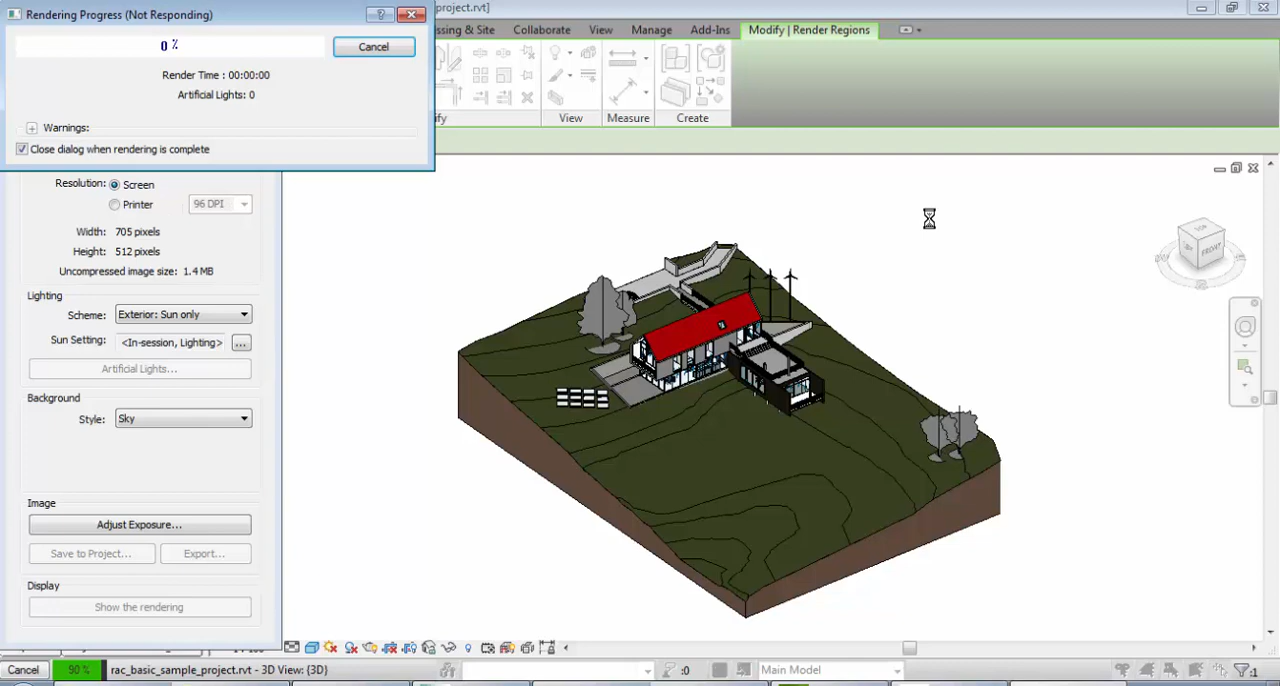 Rendering Progress (Not Responding)
project.rvt]
0 %
Cancel
Render Time : 00:00:00
Artificial Lights: 0
Warnings:
Close dialog when rendering is complete
ssing & Site Collaborate View Manage Add-Ins Modify | Render Regions
ify View Measure Create
Resolution: Screen
Printer 96 DPI
Width: 705 pixels
Height: 512 pixels
Uncompressed image size: 1.4 MB
Lighting
Scheme: Exterior: Sun only
Sun Setting: <In-session, Lighting> ...
Artificial Lights...
Background
Style: Sky
Image
Adjust Exposure...
Save to Project... Export...
Display
Show the rendering
TOP
FRONT
Cancel 90 % rac_basic_sample_project.rvt - 3D View: {3D} :0 Main Model :1